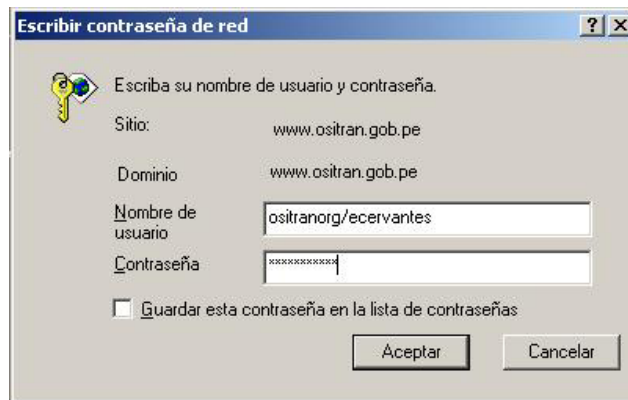 Escribir contraseña de red
Escriba su nombre de usuario y contraseña.
Sitio: www.ositran.gob.pe
Dominio www.ositran.gob.pe
Nombre de usuario ositranorg/ecervantes
Contraseña xxxxxxxxxxx
Guardar esta contraseña en la lista de contraseñas
Aceptar Cancelar